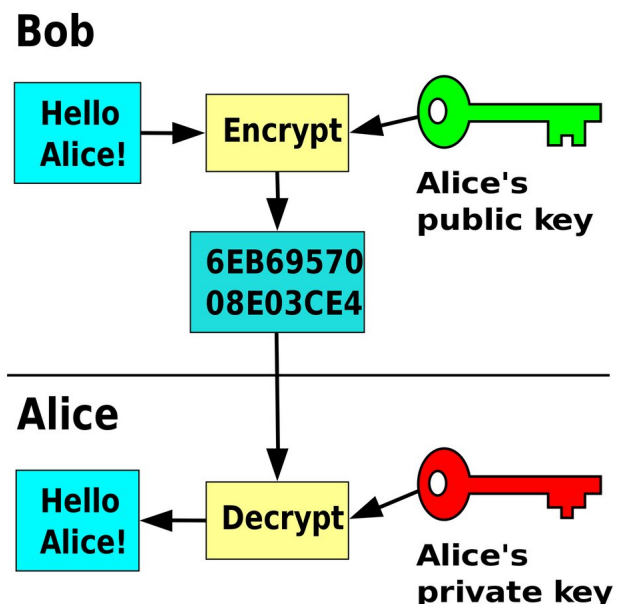 Bob
Hello
Alice!
Encrypt
Alice's
public key
6EB69570
08E03CE4
Alice
Hello
Alice!
Decrypt
Alice's
private key